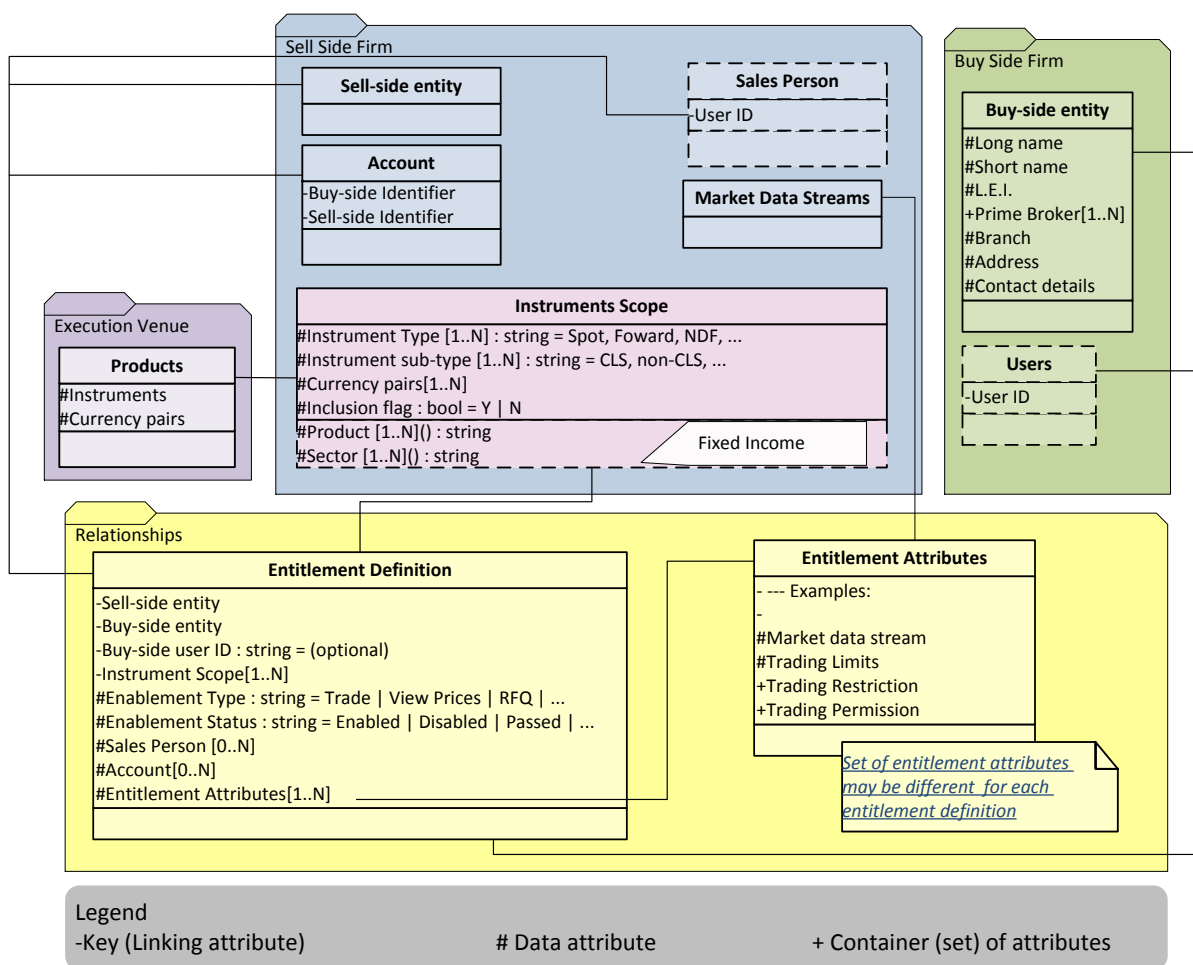 Sell Side Firm
Sell-side entity
Account
-Buy-side Identifier
-Sell-side Identifier
Sales Person
-User ID
Market Data Streams
Instruments Scope
#Instrument Type [1..N] : string = Spot, Foward, NDF, ...
#Instrument sub-type [1..N] : string = CLS, non-CLS, ...
#Currency pairs[1..N]
#Inclusion flag : bool = Y | N
#Product [1..N]() : string
#Sector [1..N]() : string
Fixed Income
Buy Side Firm
Buy-side entity
#Long name
#Short name
#L.E.I.
+Prime Broker[1..N]
#Branch
#Address
#Contact details
Users
-User ID
Execution Venue
Products
#Instruments
#Currency pairs
Relationships
Entitlement Definition
-Sell-side entity
-Buy-side entity
-Buy-side user ID : string = (optional)
-Instrument Scope[1..N]
#Enablement Type : string = Trade | View Prices | RFQ | ...
#Enablement Status : string = Enabled | Disabled | Passed | ...
#Sales Person [0..N]
#Account[0..N]
#Entitlement Attributes[1..N]
Entitlement Attributes
- --- Examples:
-
#Market data stream
#Trading Limits
+Trading Restriction
+Trading Permission
Set of entitlement attributes
may be different  for each
entitlement definition
Legend
-Key (Linking attribute)
# Data attribute
+ Container (set) of attributes